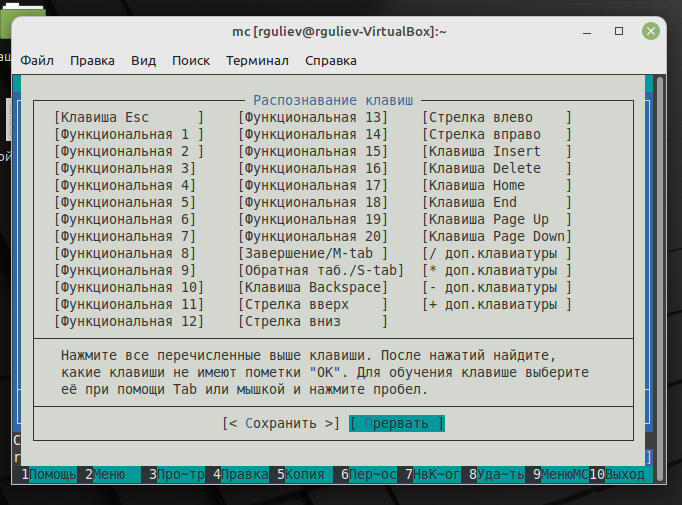 mc [rguliev@rguliev-VirtualBox]:~
Файл Правка Вид Поиск Терминал Справка
Распознавание клавиш
[Клавиша Esc ] [Функциональная 13] [Стрелка влево ]
[Функциональная 1 ] [Функциональная 14] [Стрелка вправо ]
[Функциональная 2 ] [Функциональная 15] [Клавиша Insert ]
[Функциональная 3] [Функциональная 16] [Клавиша Delete ]
[Функциональная 4] [Функциональная 17] [Клавиша Home ]
[Функциональная 5] [Функциональная 18] [Клавиша End ]
[Функциональная 6] [Функциональная 19] [Клавиша Page Up ]
[Функциональная 7] [Функциональная 20] [Клавиша Page Down]
[Функциональная 8] [Завершение/M-tab ] [/ доп.клавиатуры ]
[Функциональная 9] [Обратная таб./S-tab] [* доп.клавиатуры ]
[Функциональная 10] [Клавиша Backspace] [- доп.клавиатуры ]
[Функциональная 11] [Стрелка вверх ] [+ доп.клавиатуры ]
[Функциональная 12] [Стрелка вниз ]
Нажмите все перечисленные выше клавиши. После нажатий найдите,
какие клавиши не имеют пометки "OK". Для обучения клавише выберите
её при помощи Tab или мышкой и нажмите пробел.
[< Сохранить >] [ Прервать ]
1Помощь 2Меню 3Про~тр 4Правка 5Копия 6Пер~ос 7НвК~ог 8Уда~ть 9МенюMC 10Выход